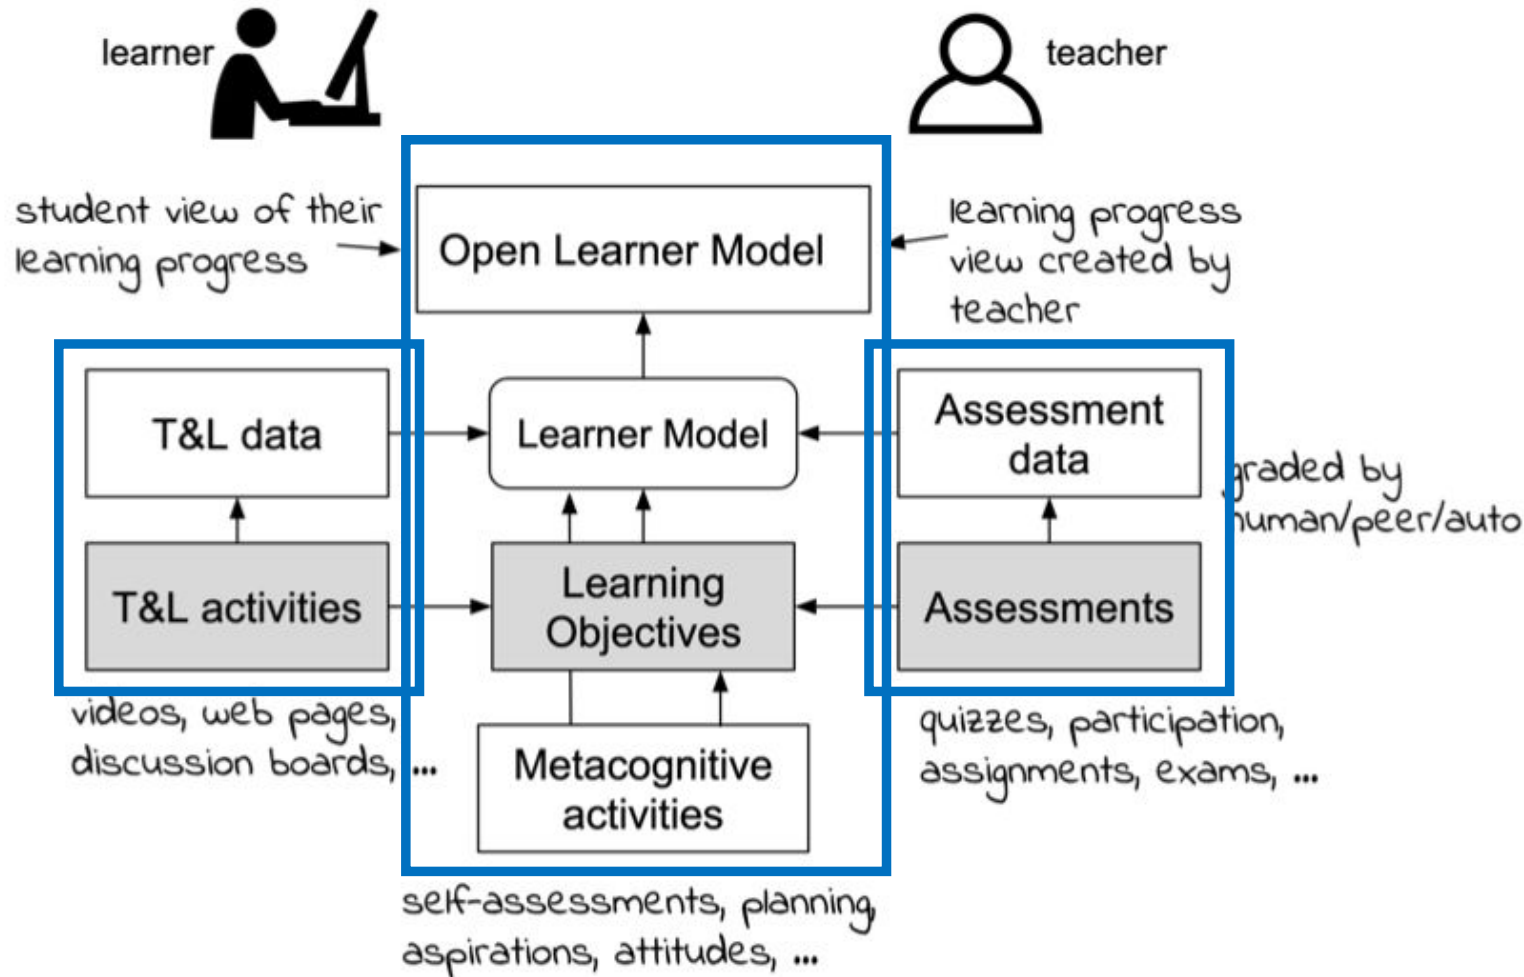 learner
teacher
student view of their
learning progress
Open Learner Model
learning progress
view created by
teacher
T&L data
Learner Model
Assessment
data
graded by
human/peer/auto
T&L activities
Learning
Objectives
Assessments
videos, web pages,
discussion boards, ...
Metacognitive
activities
quizzes, participation,
assignments, exams, ...
self-assessments, planning,
aspirations, attitudes, ...